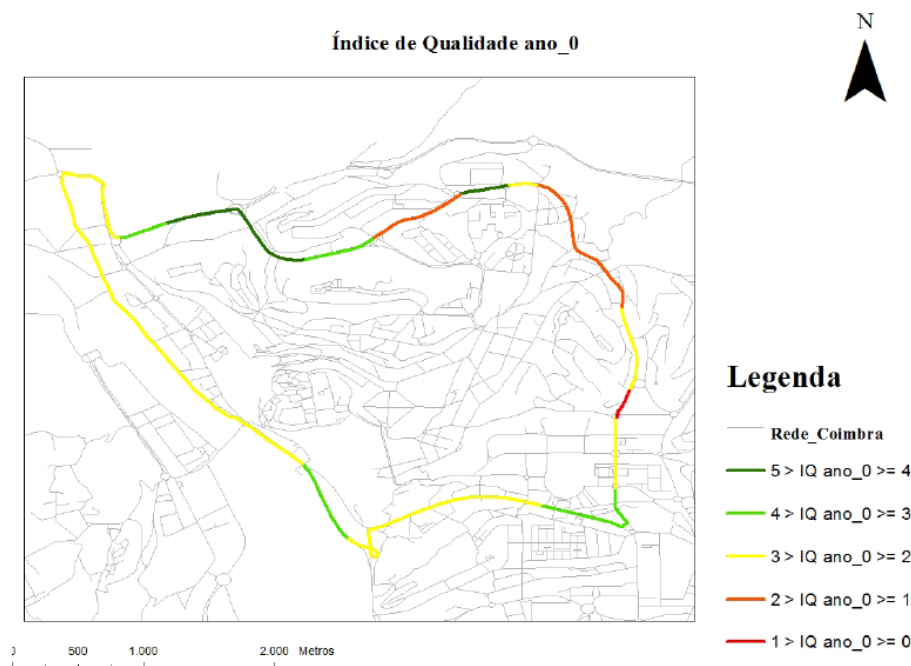 Índice de Qualidade ano_0
N
Legenda
Rede_Coimbra
5 > IQ ano_0 >= 4
4 > IQ ano_0 >= 3
3 > IQ ano_0 >= 2
2 > IQ ano_0 >= 1
1 > IQ ano_0 >= 0
500 1.000 2.000 Metros